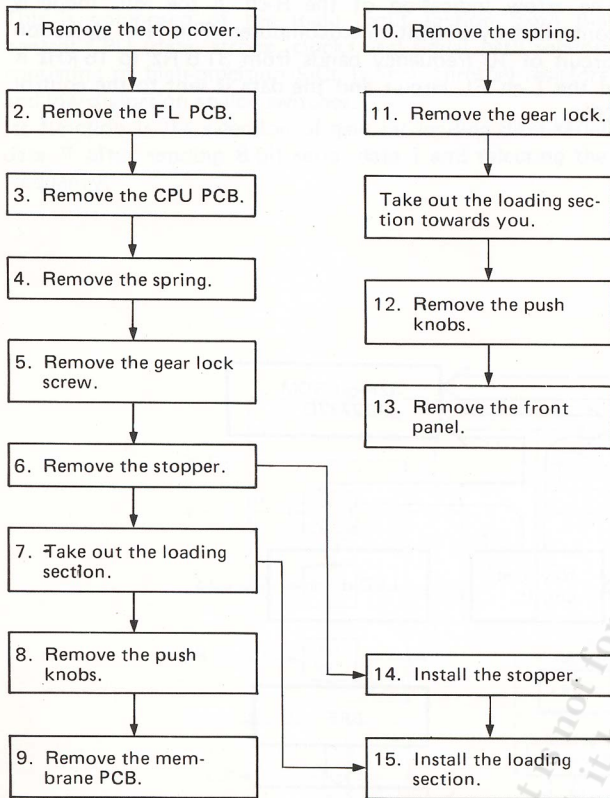 1. Remove the top cover.
2. Remove the FL PCB.
3. Remove the CPU PCB.
4. Remove the spring.
5. Remove the gear lock
screw.
6. Remove the stopper.
7. Take out the loading
section.
8. Remove the push
knobs.
9. Remove the mem-
brane PCB.
10. Remove the spring.
11. Remove the gear lock.
Take out the loading sec-
tion towards you.
12. Remove the push
knobs.
13. Remove the front
panel.
14. Install the stopper.
15. Install the loading
section.